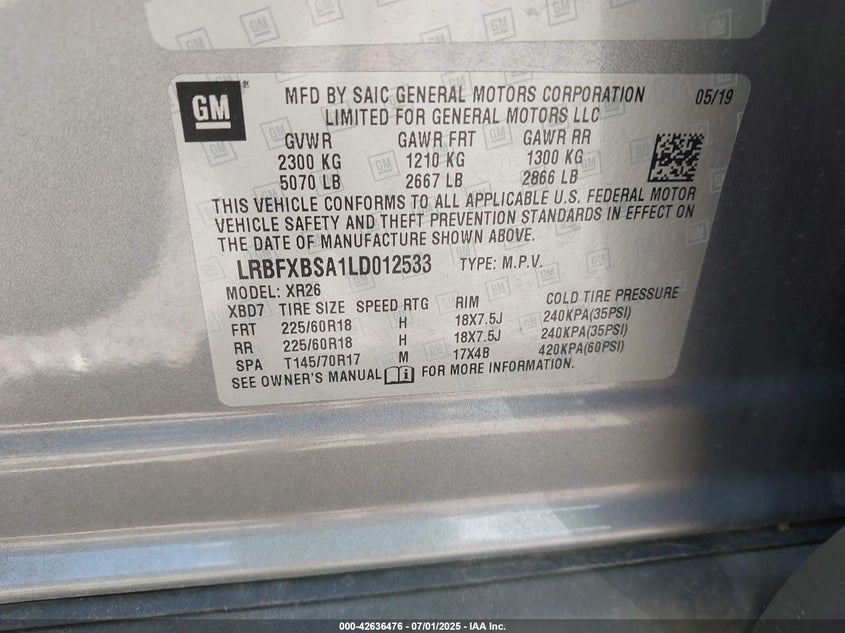 GM
MFD BY SAIC GENERAL MOTORS CORPORATION 05/19
LIMITED FOR GENERAL MOTORS LLC
GVWR GAWR FRT GAWR RR
2300 KG 1210 KG 1300 KG
5070 LB 2667 LB 2866 LB
THIS VEHICLE CONFORMS TO ALL APPLICABLE U.S. FEDERAL MOTOR
VEHICLE SAFETY AND THEFT PREVENTION STANDARDS IN EFFECT ON
THE DATE OF MANUFACTURE SHOWN ABOVE.
LRBFXBSA1LD012533 TYPE: M.P.V.
MODEL: XR26
XBD7 TIRE SIZE SPEED RTG RIM COLD TIRE PRESSURE
FRT 225/60R18 H 18X7.5J 240KPA(35PSI)
RR 225/60R18 H 18X7.5J 240KPA(35PSI)
SPA T145/70R17 M 17X4B 420KPA(60PSI)
SEE OWNER'S MANUAL FOR MORE INFORMATION.
000-42636476 - 07/01/2025 - IAA Inc.